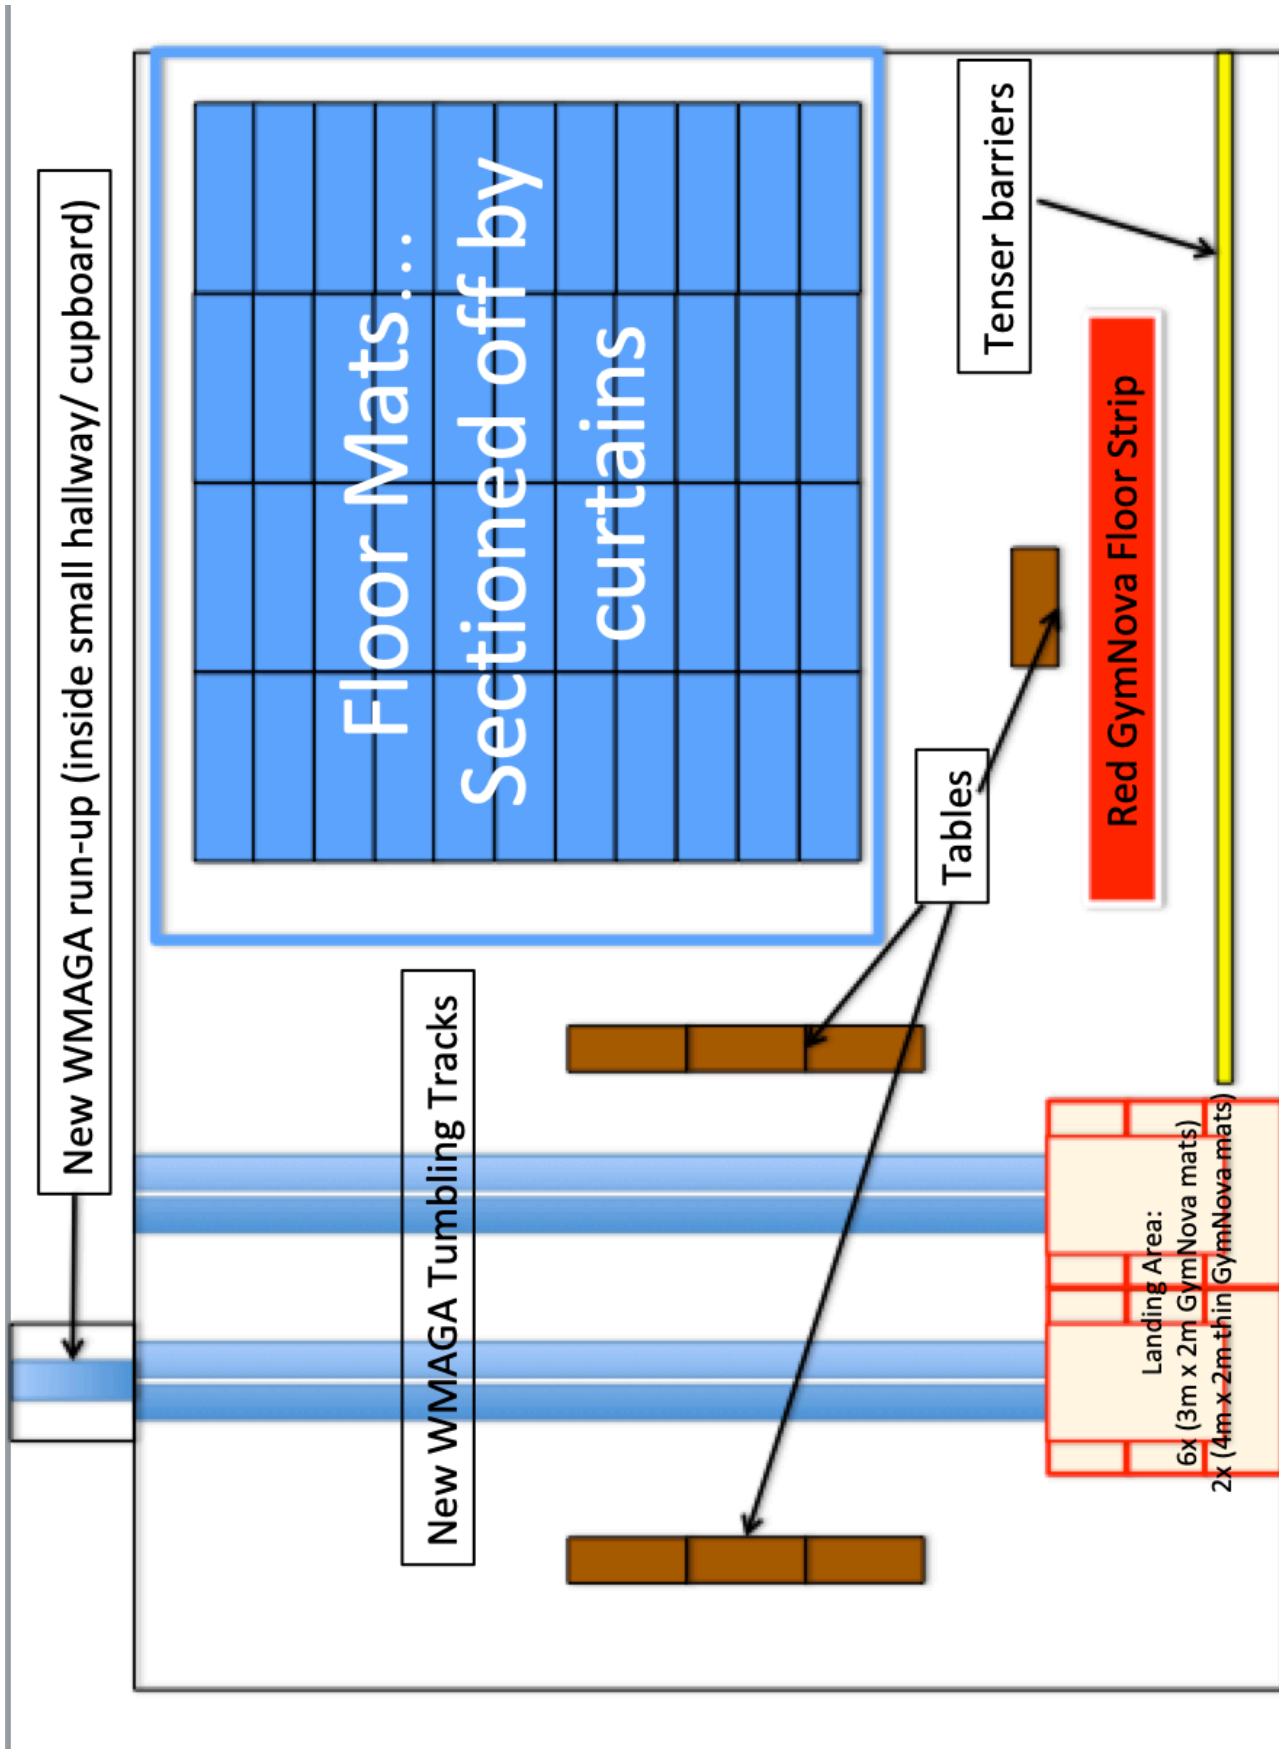 New WMAGA run-up (inside small hallway/ cupboard)
Floor Mats...
Sectioned off by
curtains
New WMAGA Tumbling Tracks
Tables
Tenser barriers
Red GymNova Floor Strip
Landing Area:
6x (3m x 2m GymNova mats)
2x (4m x 2m thin GymNova mats)